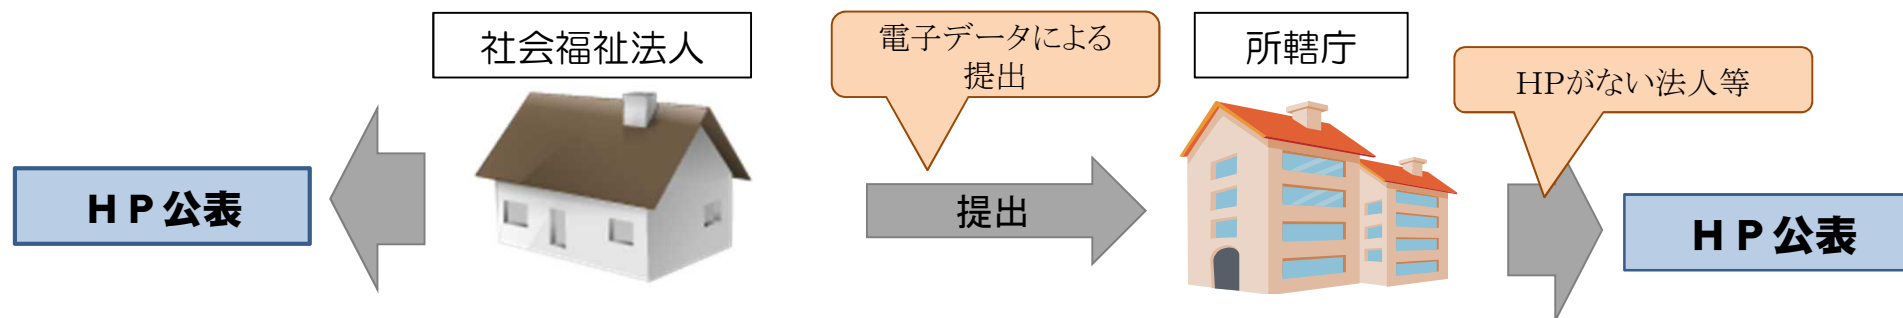 社会福祉法人
電子データによる
提出
所轄庁
HPがない法人等
ＨＰ公表
提出
ＨＰ公表